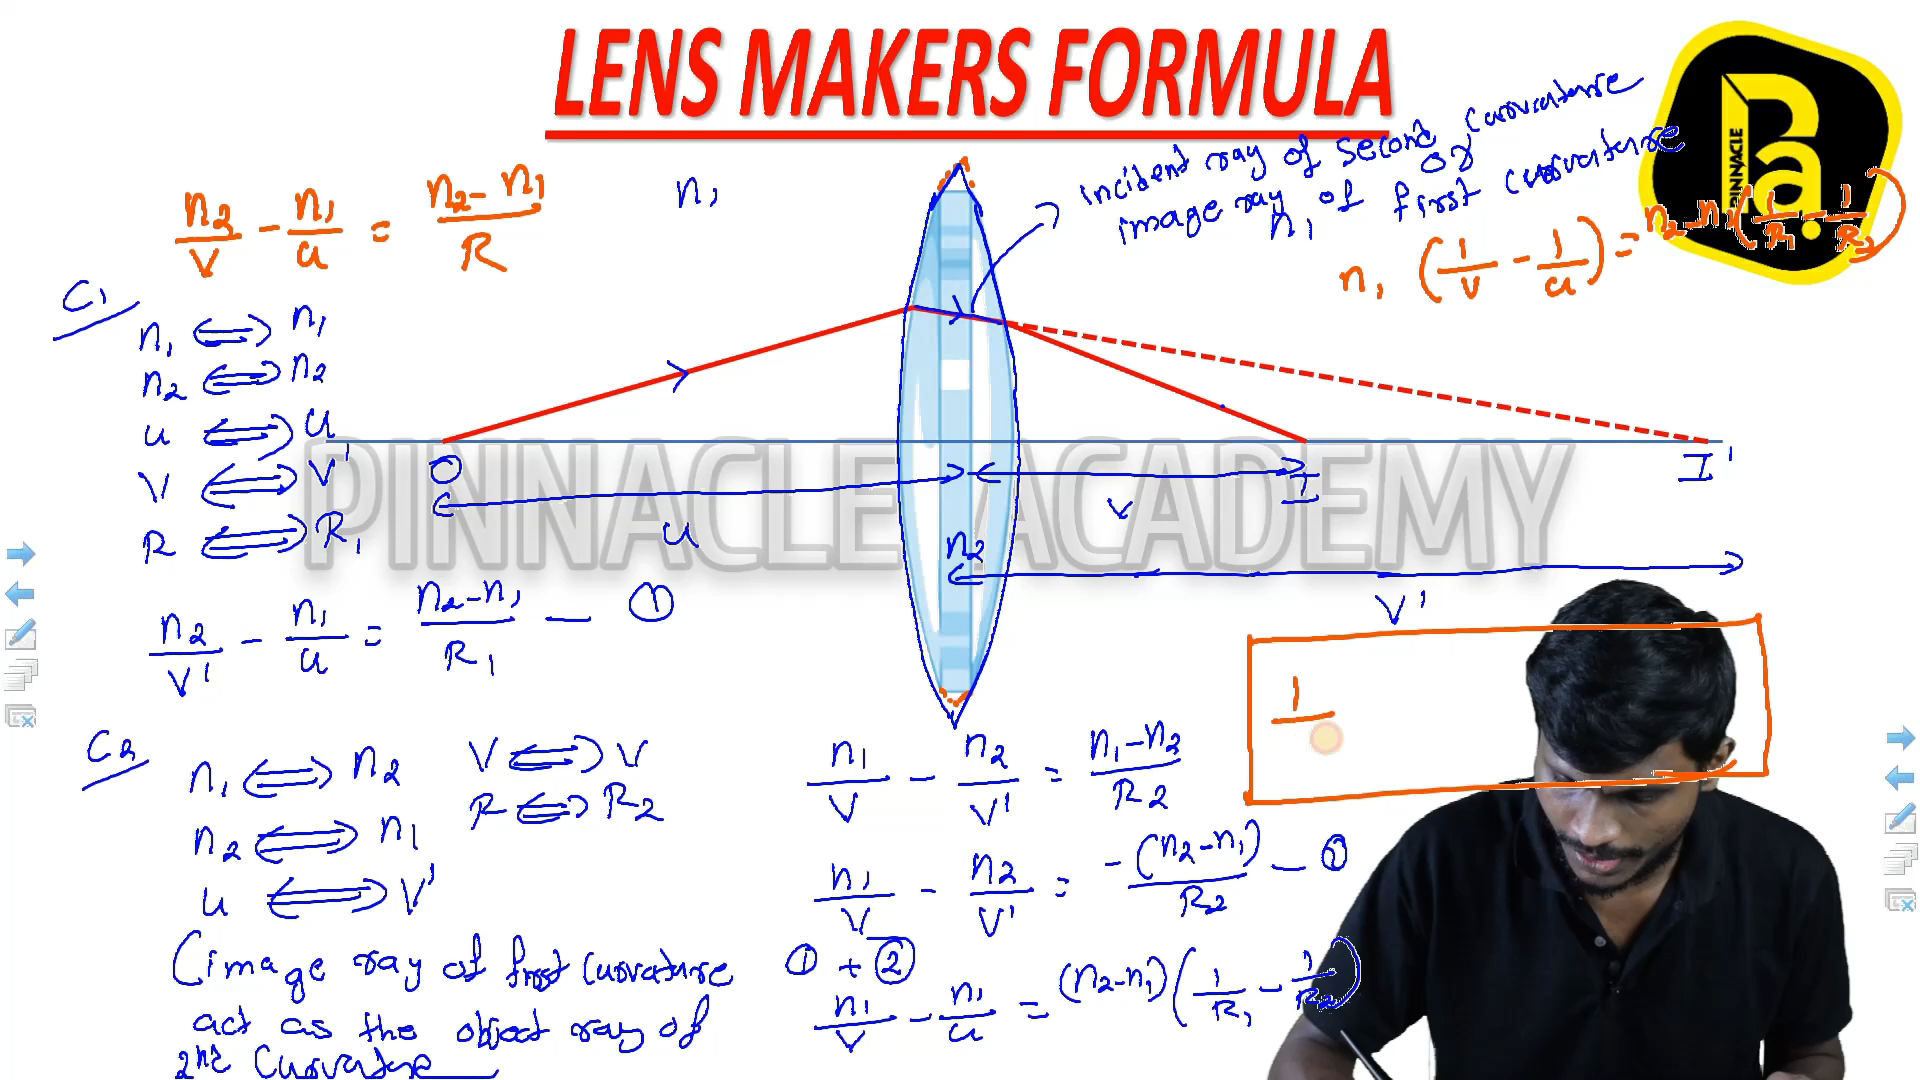 LENS MAKERS FORMULA
PINNACLE
Pa
n2/V - n1/u = n2 - n1/R
n1
incident ray of second curvature
or
image ray of first curvature
n1
n1 (1/V - 1/u) = n2 - n1 (1/R1 - 1/R2)
C1
n1 ⟺ n1
n2 ⟺ n2
u ⟺ u
V ⟺ V'
R ⟺ R1
O
I
I'
PINNACLE ACADEMY
u
V
n2
V'
n2/V' - n1/u = n2 - n1/R1 - ①
1
C2
n1 ⟺ n2
V ⟺ V
n2 ⟺ n1
R ⟺ R2
u ⟺ V'
(image ray of first curvature
act as the object ray of
2nd curvature
n1/V - n2/V' = n1 - n2/R2
n1/V - n2/V' = -(n2 - n1)/R2 - ①
① + ②
n1/V - n1/u = (n2 - n1) (1/R1 - 1/R2)